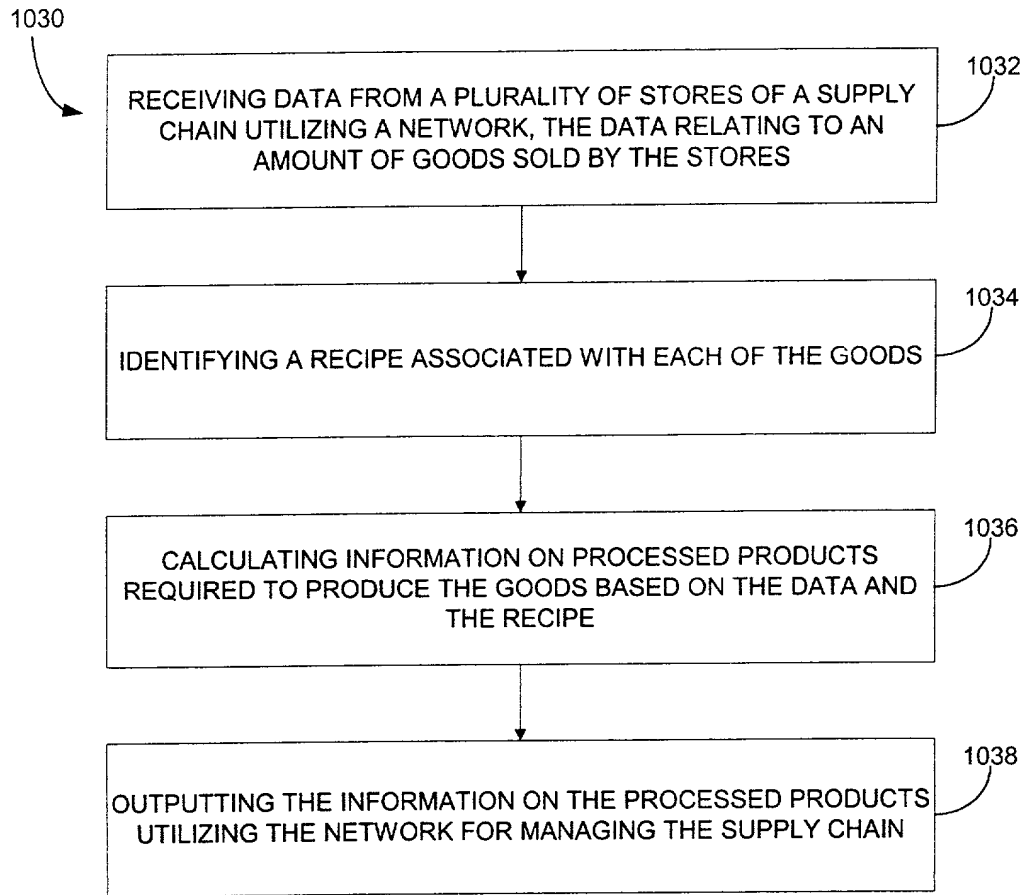 1030
1032
RECEIVING DATA FROM A PLURALITY OF STORES OF A SUPPLY
CHAIN UTILIZING A NETWORK, THE DATA RELATING TO AN
AMOUNT OF GOODS SOLD BY THE STORES
1034
IDENTIFYING A RECIPE ASSOCIATED WITH EACH OF THE GOODS
1036
CALCULATING INFORMATION ON PROCESSED PRODUCTS
REQUIRED TO PRODUCE THE GOODS BASED ON THE DATA AND
THE RECIPE
1038
OUTPUTTING THE INFORMATION ON THE PROCESSED PRODUCTS
UTILIZING THE NETWORK FOR MANAGING THE SUPPLY CHAIN